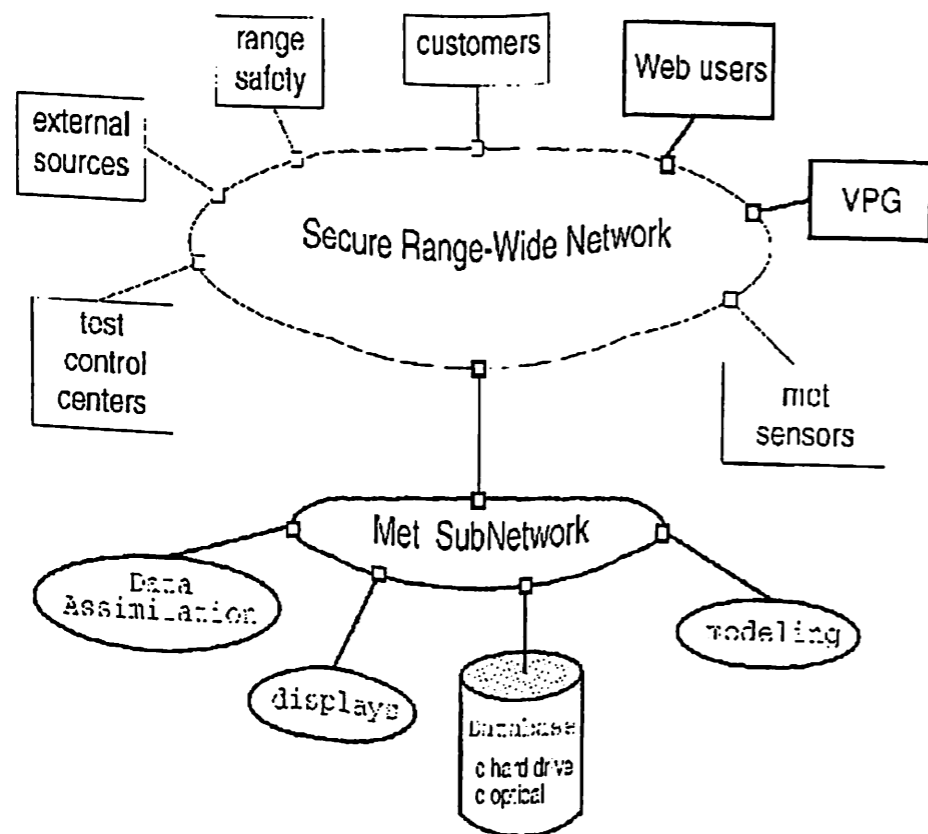 range
safety
customers
Web users
external
sources
VPG
Secure Range-Wide Network
test
control
centers
met
sensors
Met SubNetwork
Data
Assimilation
modeling
displays
Database
c hard drive
c optical